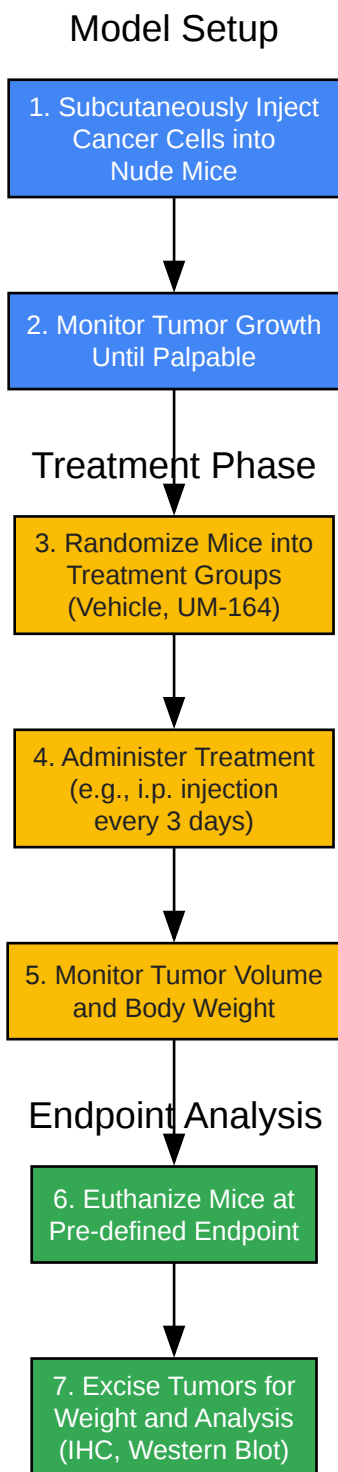 Model Setup
1. Subcutaneously Inject
Cancer Cells into
Nude Mice
2. Monitor Tumor Growth
Until Palpable
Treatment Phase
3. Randomize Mice into
Treatment Groups
(Vehicle, UM-164)
4. Administer Treatment
(e.g., i.p. injection
every 3 days)
5. Monitor Tumor Volume
and Body Weight
Endpoint Analysis
6. Euthanize Mice at
Pre-defined Endpoint
7. Excise Tumors for
Weight and Analysis
(IHC, Western Blot)